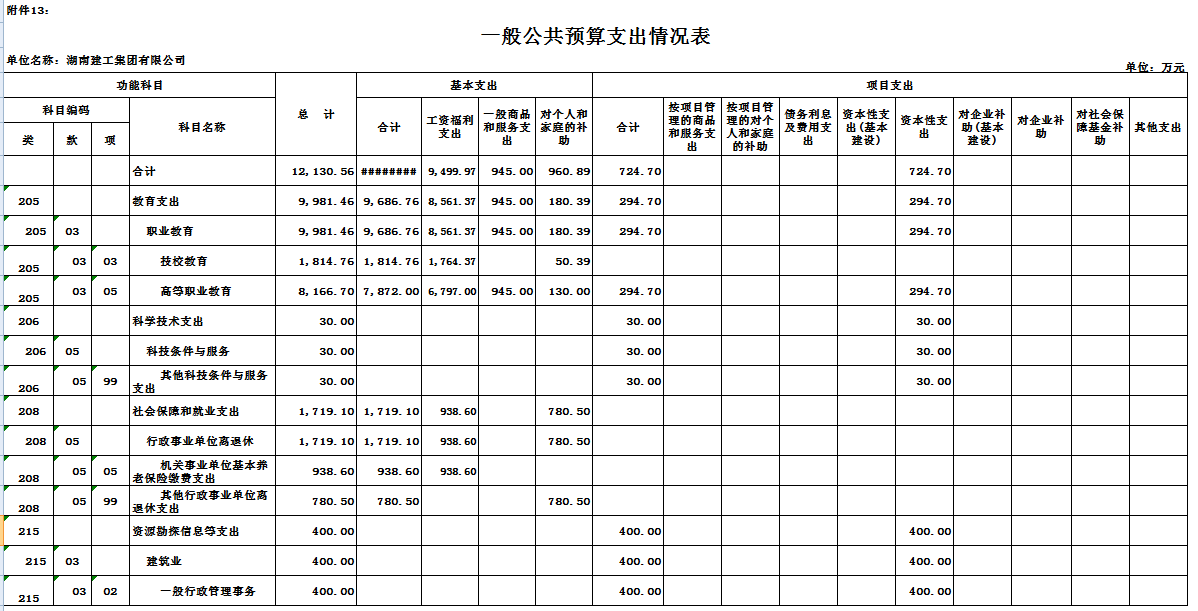 附件13：
一般公共预算支出情况表
单位名称：湖南建工集团有限公司
单位：万元
功能科目 总 计 基本支出 项目支出
科目编码 科目名称 合计 工资福利支出 一般商品和服务支出 对个人和家庭的补助 合计 按项目管理的商品和服务支出 按项目管理的对个人和家庭的补助 债务利息及费用支出 资本性支出(基本建设) 资本性支出 对企业补助(基本建设) 对企业补助 对社会保障基金补助 其他支出
类 款 项
合计 12,130.56 ######## 9,499.97 945.00 960.89 724.70 724.70
205 教育支出 9,981.46 9,686.76 8,561.37 945.00 180.39 294.70 294.70
205 03 职业教育 9,981.46 9,686.76 8,561.37 945.00 180.39 294.70 294.70
205 03 03 技校教育 1,814.76 1,814.76 1,764.37 50.39
205 03 05 高等职业教育 8,166.70 7,872.00 6,797.00 945.00 130.00 294.70 294.70
206 科学技术支出 30.00 30.00 30.00
206 05 科技条件与服务 30.00 30.00 30.00
206 05 99 其他科技条件与服务支出 30.00 30.00 30.00
208 社会保障和就业支出 1,719.10 1,719.10 938.60 780.50
208 05 行政事业单位离退休 1,719.10 1,719.10 938.60 780.50
208 05 05 机关事业单位基本养老保险缴费支出 938.60 938.60 938.60
208 05 99 其他行政事业单位离退休支出 780.50 780.50 780.50
215 资源勘探信息等支出 400.00 400.00 400.00
215 03 建筑业 400.00 400.00 400.00
215 03 02 一般行政管理事务 400.00 400.00 400.00